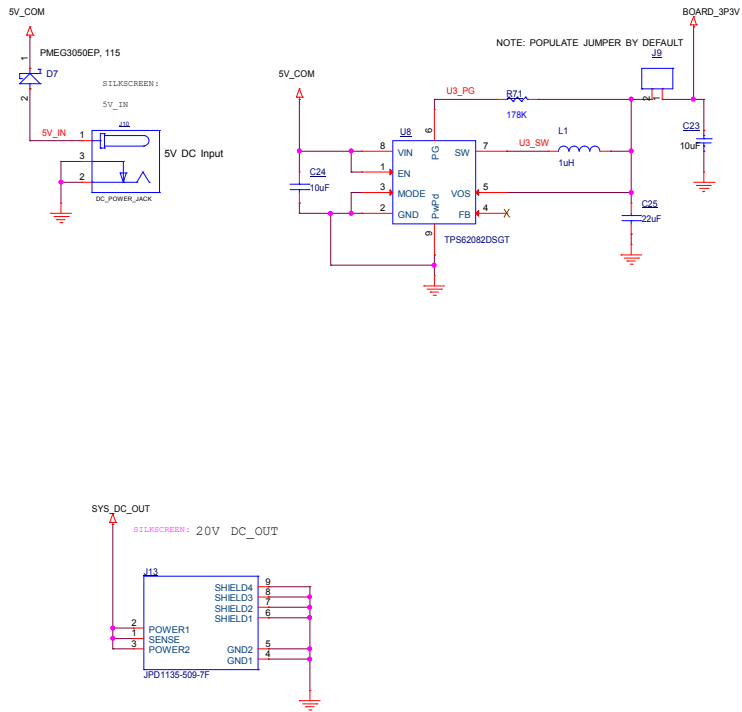 5V_COM
BOARD_3P3V
PMEG3050EP, 115
NOTE: POPULATE JUMPER BY DEFAULT
1
J9
D7
SILKSCREEN:
5V_IN
2
5V_COM
U3_PG
R71
178K
2
1
5V_IN
J10
1
5V DC Input
3
2
DC_POWER_JACK
C23
10uF
U8
6
L1
U3_SW
1uH
8 VIN
PG
SW 7
1 EN
C24
10uF
3 MODE
VOS 5
2 GND
PwPd
FB 4
9
TPS62082DSGT
C25
22uF
SYS_DC_OUT
SILKSCREEN: 20V DC_OUT
J13
SHIELD4 9
SHIELD3 8
SHIELD2 7
SHIELD1 6
2 POWER1
1 SENSE
3 POWER2
GND2 5
GND1 4
JPD1135-509-7F